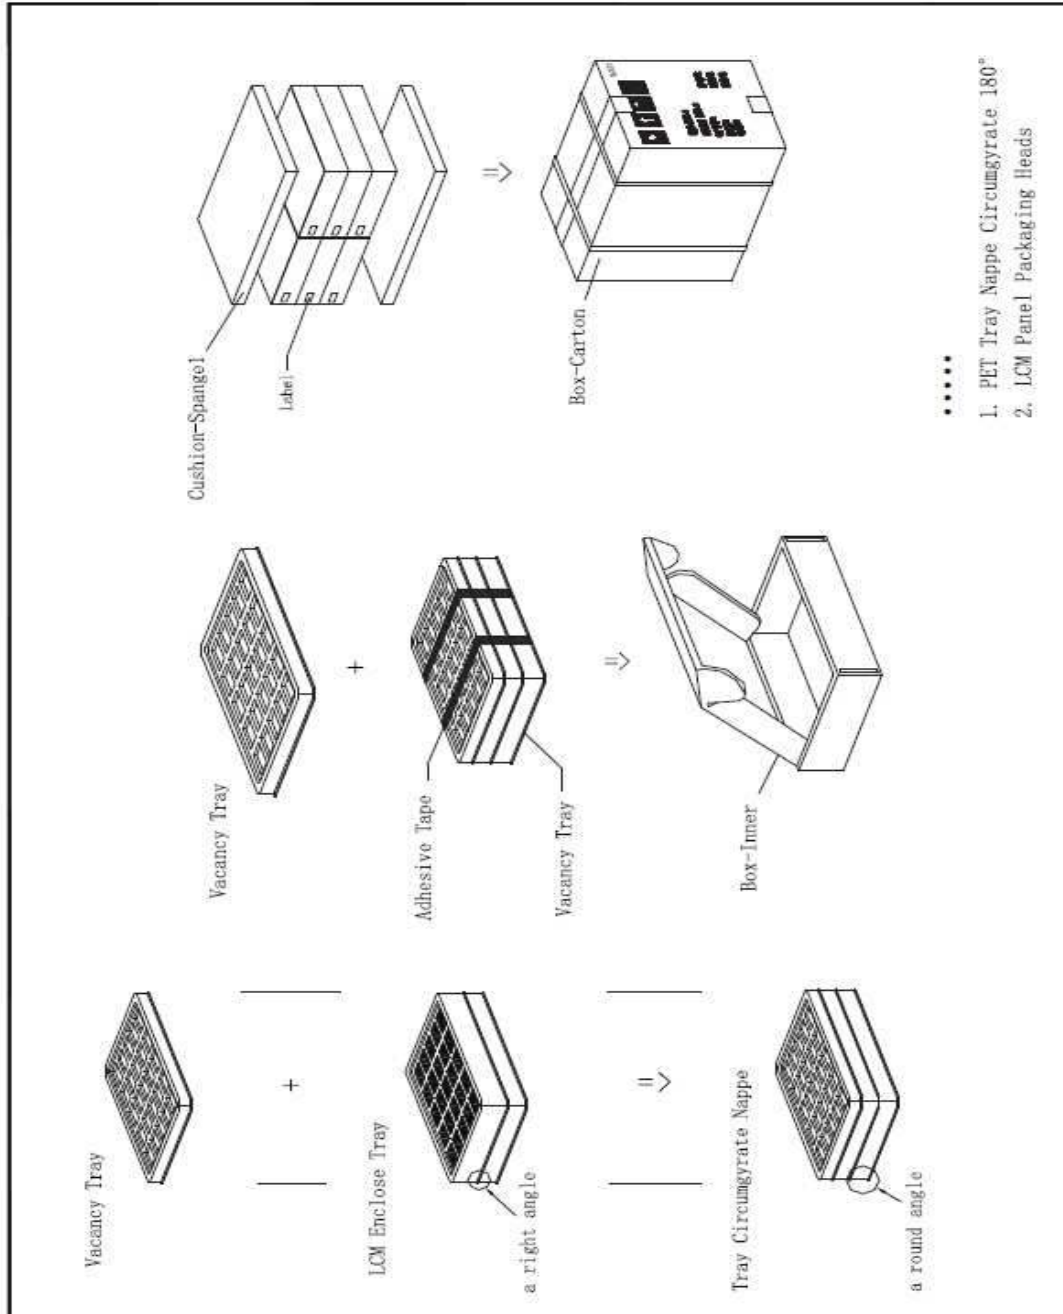 Vacancy Tray
+
LCM Enclose Tray
a right angle
Tray Circumgyrate Nappe
a round angle
Vacancy Tray
+
Adhesive Tape
Vacancy Tray
Box-Inner
Cushion-Spangel
Label
Box-Carton
1. PET Tray Nappe Circumgyrate 180°
2. LCM Panel Packaging Heads